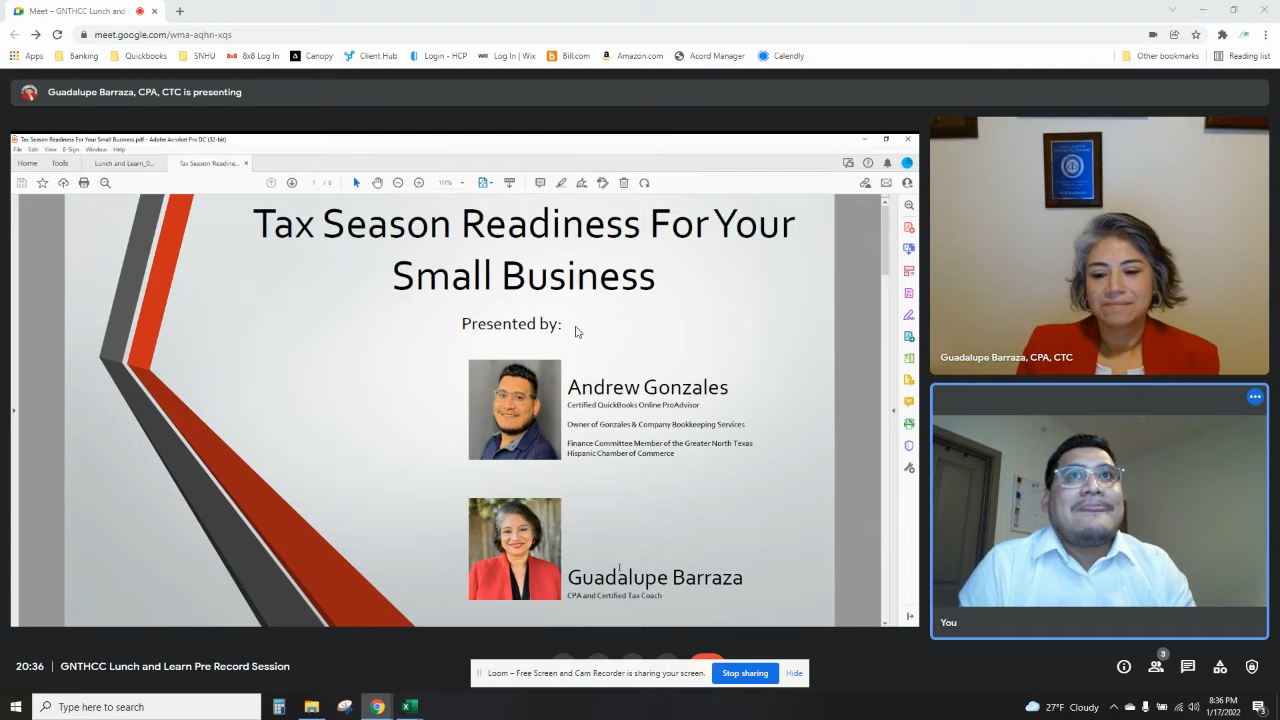 Meet – GNTHCC Lunch and
meet.google.com/wma-aqhn-xqs
Apps Banking Quickbooks SNHU 8x8 Log In Canopy Client Hub Login - HCP WIX Log In | Wix Bill.com Amazon.com Acord Manager Calendly Other bookmarks Reading list
Guadalupe Barraza, CPA, CTC is presenting
Tax Season Readiness For Your Small Business.pdf - Adobe Acrobat Pro DC (32-bit)
File Edit View E-Sign Window Help
Home Tools Lunch and Learn_0... Tax Season Readine...
1 / 6 111%
Tax Season Readiness For Your
Small Business
Presented by:
Andrew Gonzales
Certified QuickBooks Online ProAdvisor
Owner of Gonzales & Company Bookkeeping Services
Finance Committee Member of the Greater North Texas
Hispanic Chamber of Commerce
Guadalupe Barraza
CPA and Certified Tax Coach
Guadalupe Barraza, CPA, CTC
You
20:36 GNTHCC Lunch and Learn Pre Record Session
3
Loom – Free Screen and Cam Recorder is sharing your screen. Stop sharing Hide
Type here to search
27°F Cloudy
8:36 PM
1/17/2022
3